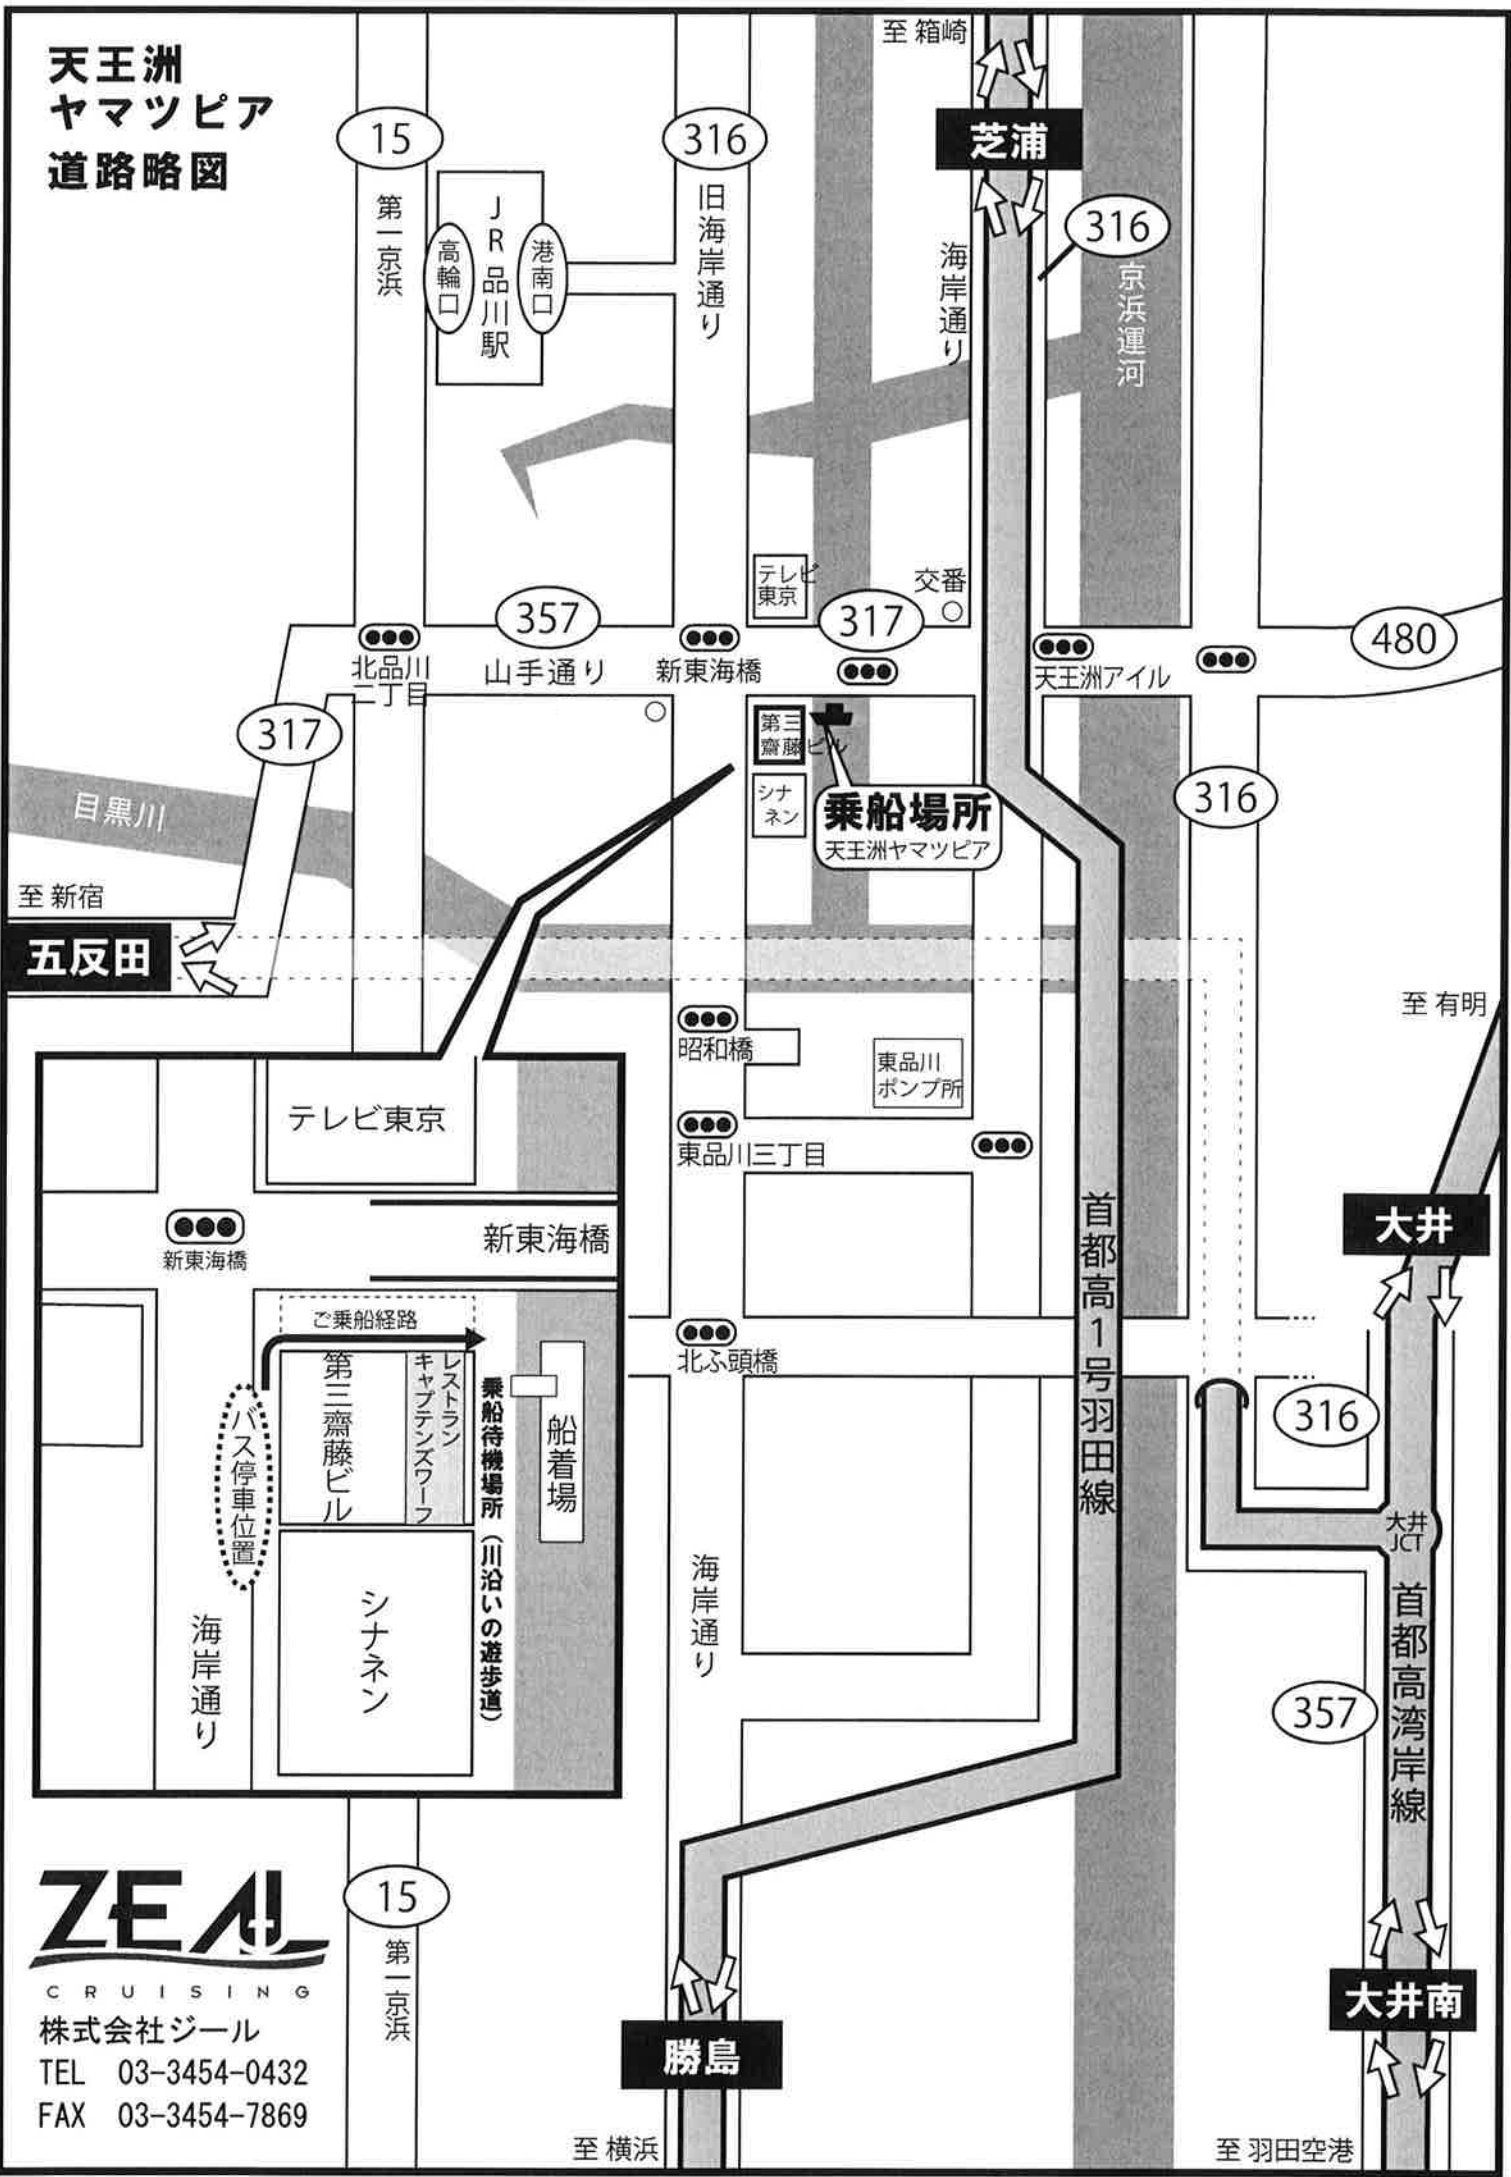 天王洲
ヤマツピア
道路略図
至 箱崎
芝浦
15
第一京浜
316
旧海岸通り
JR品川駅
高輪口
港南口
海岸通り
316
京浜運河
テレビ
東京
交番
357
山手通り
317
480
北品川
二丁目
新東海橋
天王洲アイル
317
第三
齋藤ビル
シナ
ネン
乗船場所
天王洲ヤマツピア
316
目黒川
至 新宿
五反田
至 有明
昭和橋
東品川
ポンプ所
東品川三丁目
テレビ東京
新東海橋
新東海橋
ご乗船経路
第三齋藤ビル
レストラン
キャプテンズワーフ
乗船待機場所(川沿いの遊歩道)
船着場
バス停車位置
シナネン
海岸通り
北ふ頭橋
海岸通り
首都高1号羽田線
大井
316
大井
JCT
首都高湾岸線
357
15
第一京浜
ZEAL
CRUISING
株式会社ジール
TEL 03-3454-0432
FAX 03-3454-7869
勝島
至 横浜
大井南
至 羽田空港